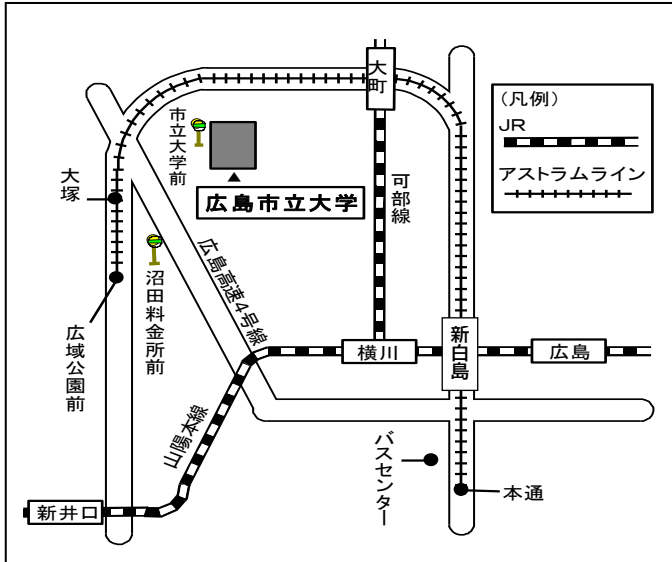 大町
(凡例)
JR
アストラムライン
市立大学前
広島市立大学
大塚
可部線
広島高速4号線
沼田料金所前
広域公園前
横川
新白島
広島
山陽本線
バスセンター
本通
新井口